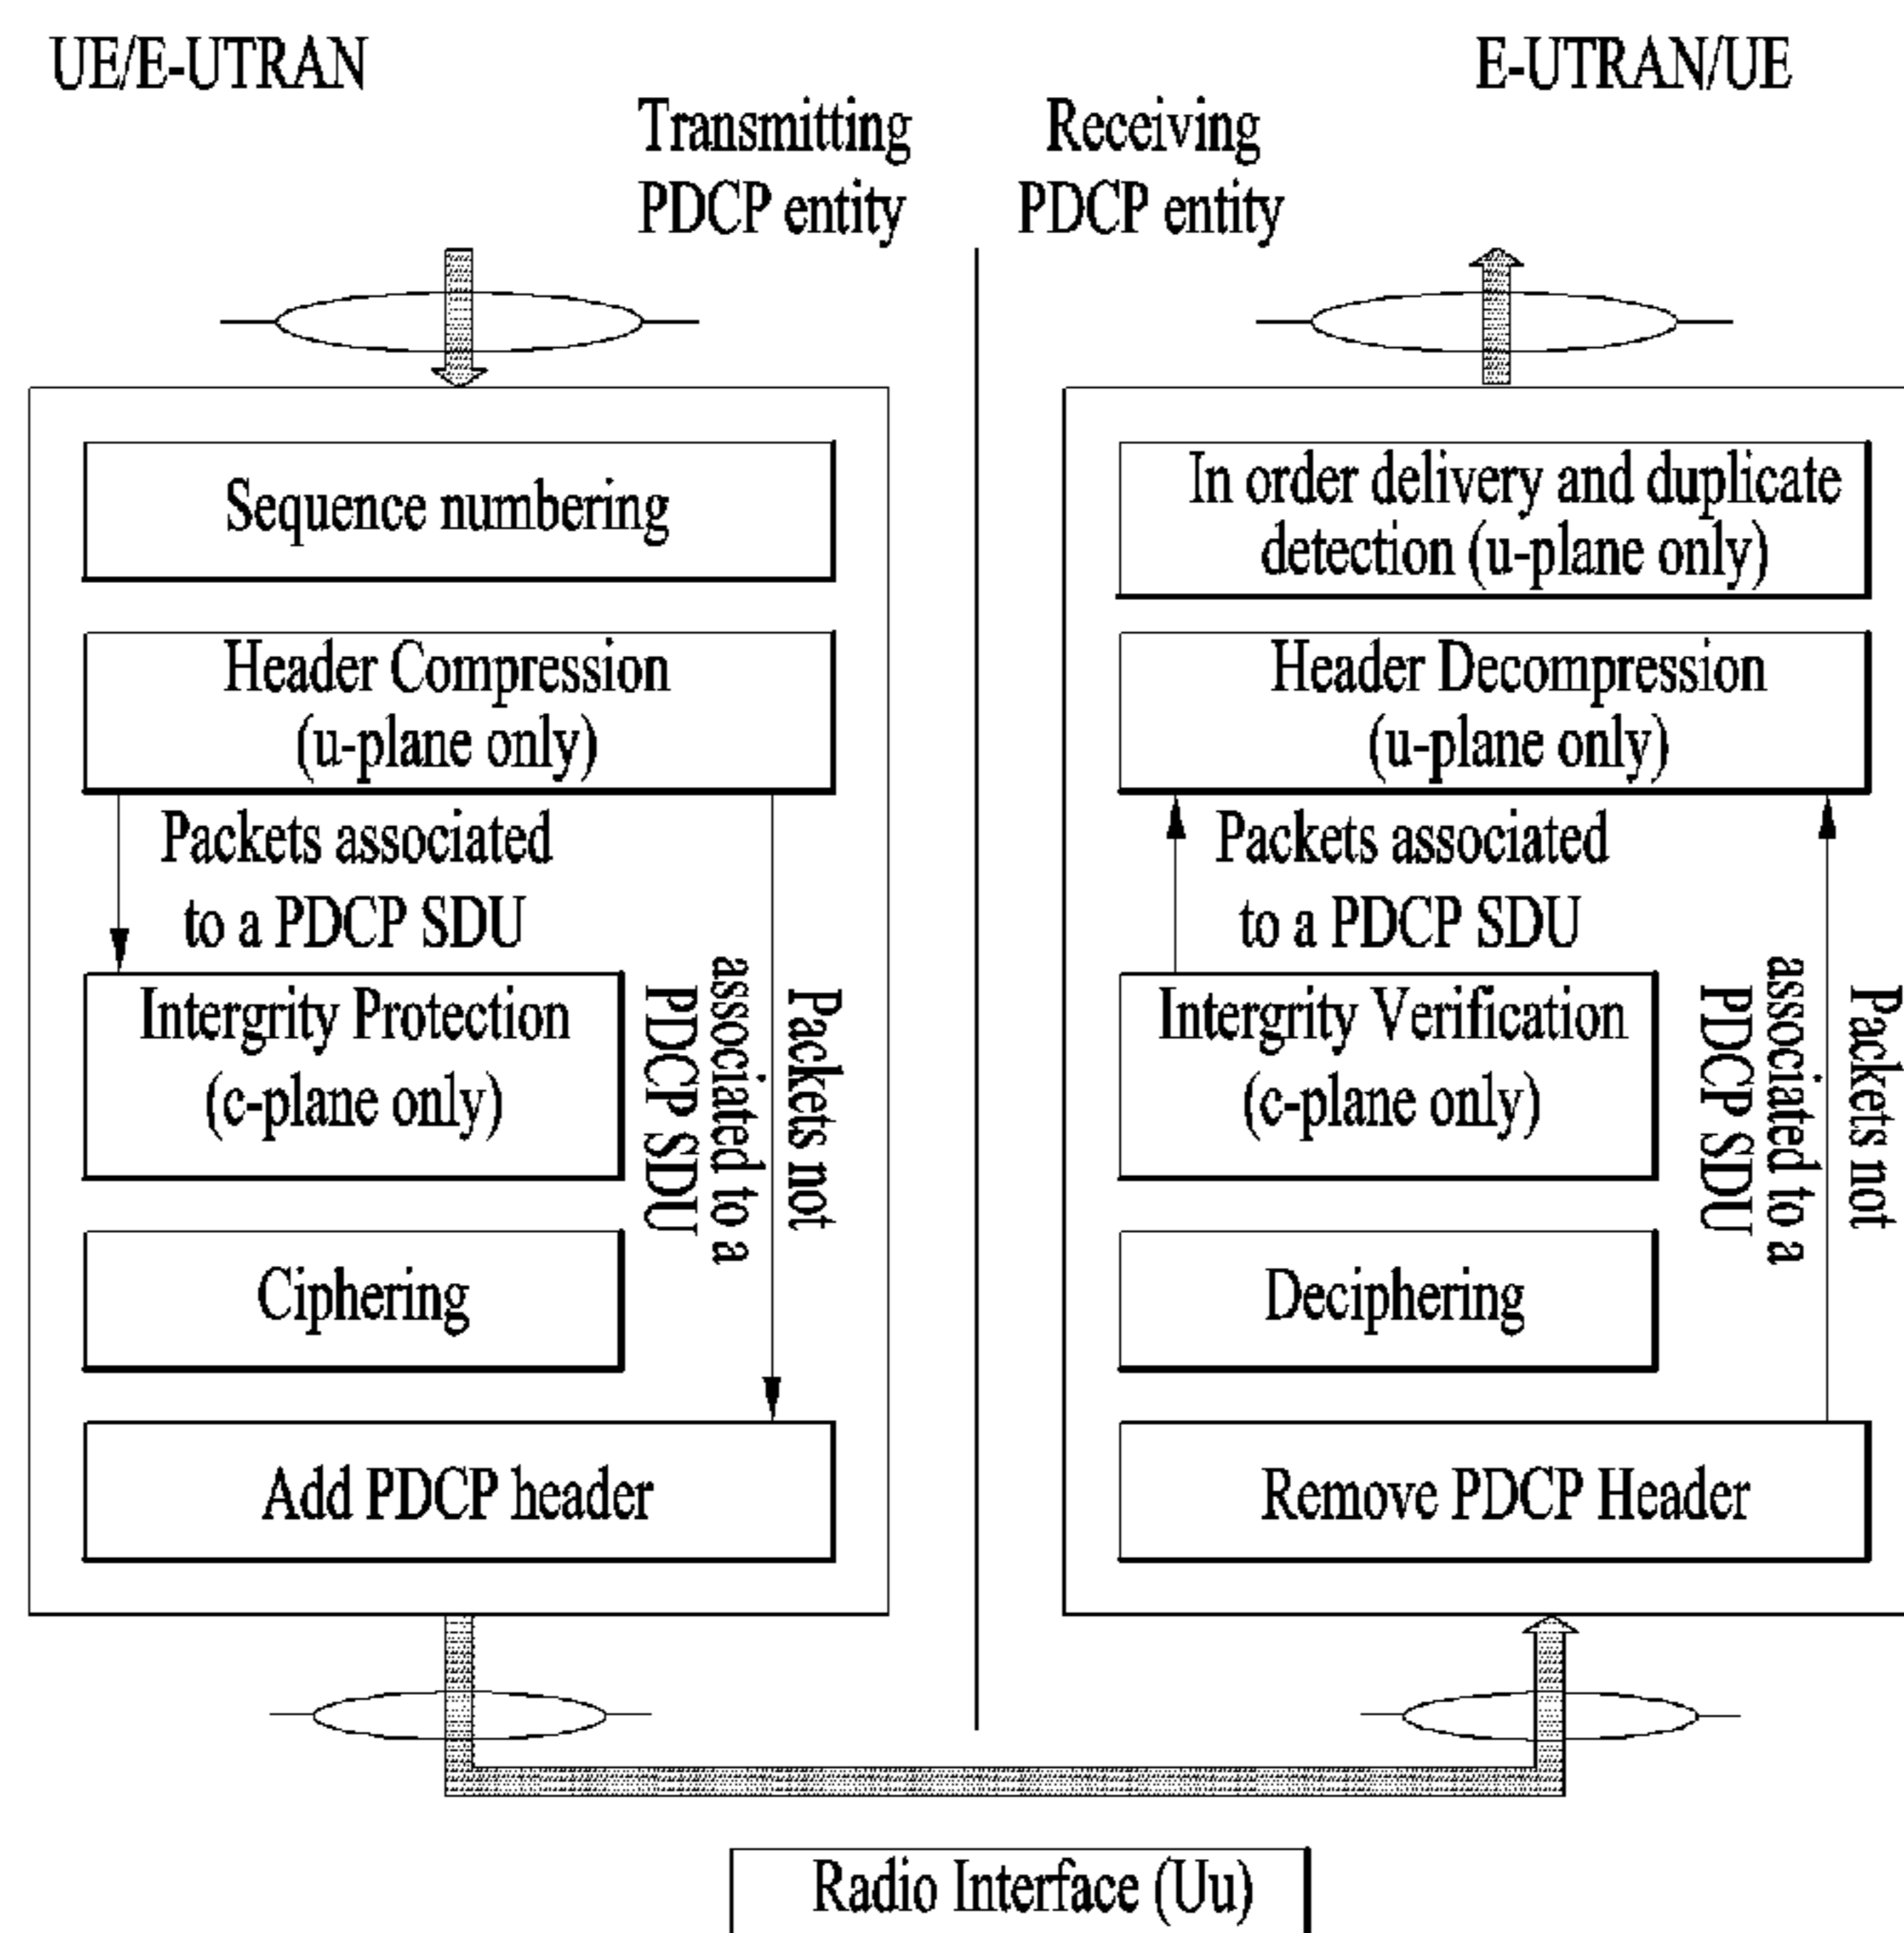 UE/E-UTRAN
E-UTRAN/UE
Transmitting
PDCP entity
Receiving
PDCP entity
Sequence numbering
Header Compression
(u-plane only)
Packets associated
to a PDCP SDU
Packets not
associated to a
PDCP SDU
Intergrity Protection
(c-plane only)
Ciphering
Add PDCP header
In order delivery and duplicate
detection (u-plane only)
Header Decompression
(u-plane only)
Packets associated
to a PDCP SDU
Packets not
associated to a
PDCP SDU
Intergrity Verification
(c-plane only)
Deciphering
Remove PDCP Header
Radio Interface (Uu)